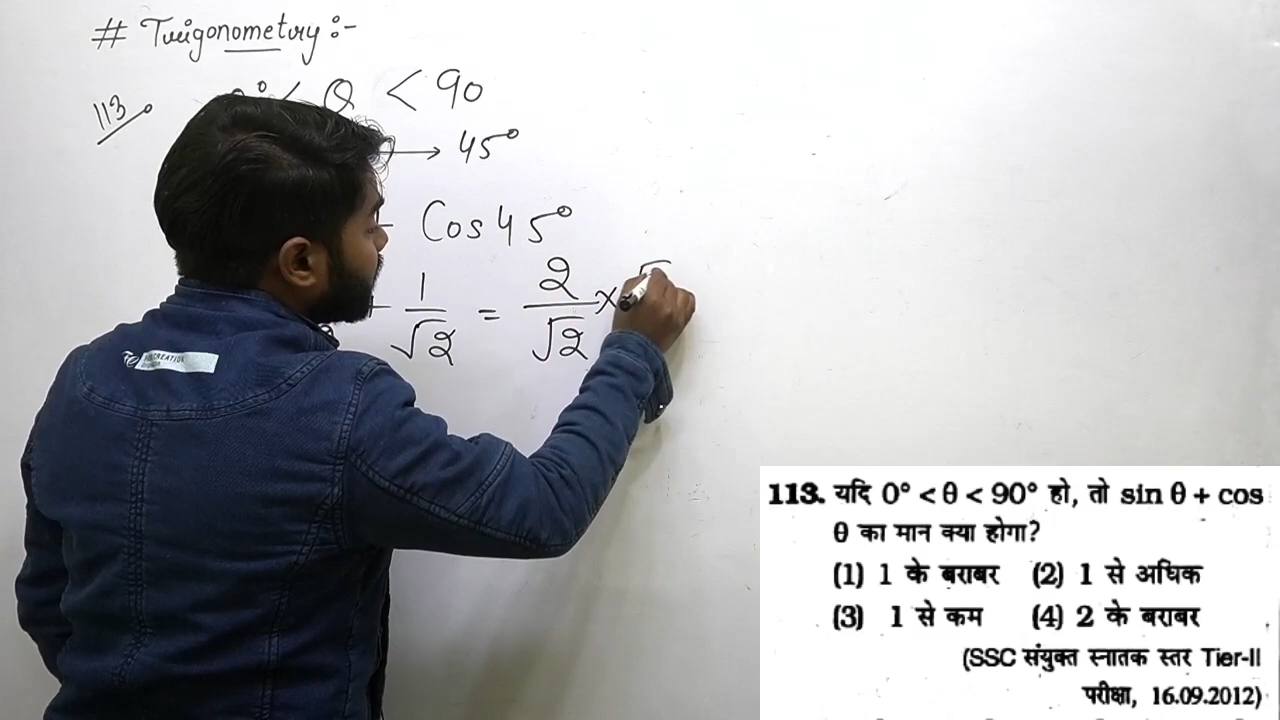 # Trigonometry :-
113.
0° < θ < 90
→ 45°
Cos 45°
+ 1/√2 = 2/√2 ×
113. यदि 0° < θ < 90° हो, तो sin θ + cos
θ का मान क्या होगा?
(1) 1 के बराबर (2) 1 से अधिक
(3) 1 से कम (4) 2 के बराबर
(SSC संयुक्त स्नातक स्तर Tier-II
परीक्षा, 16.09.2012)